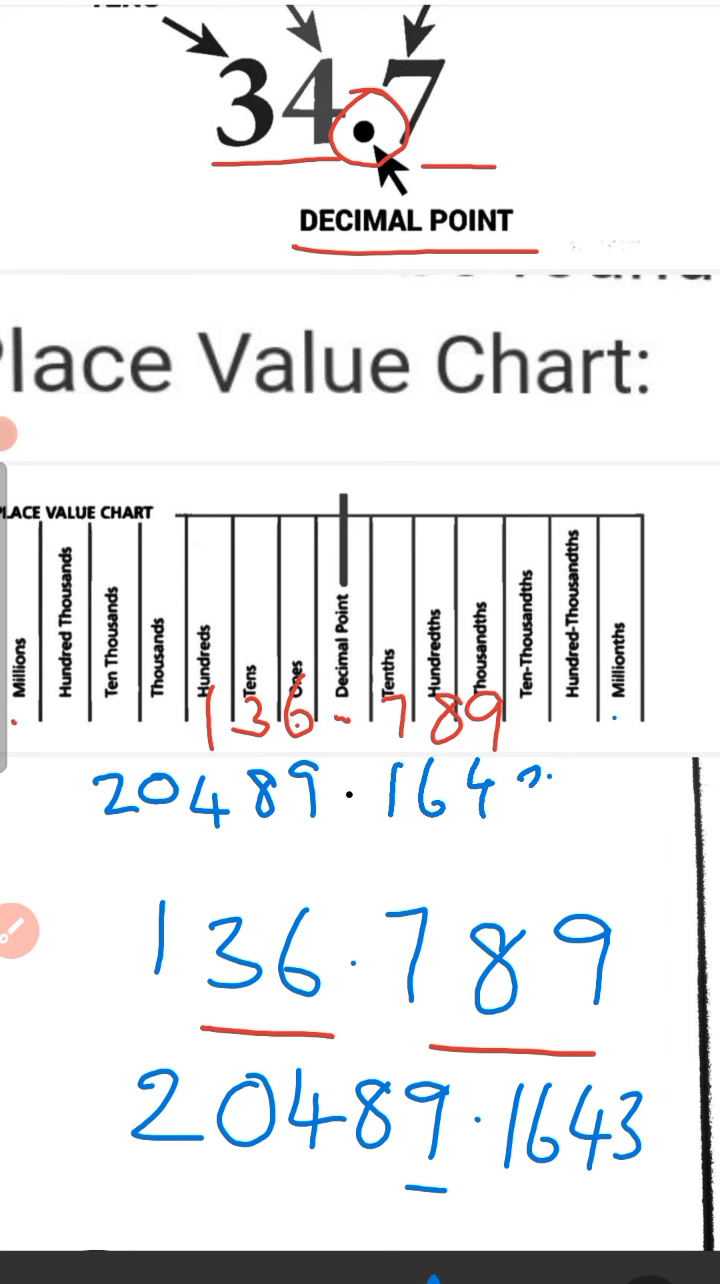 34.7
DECIMAL POINT
Place Value Chart:
PLACE VALUE CHART
Millions
Hundred Thousands
Ten Thousands
Thousands
Hundreds
Tens
Ones
Decimal Point
Tenths
Hundredths
Thousandths
Ten-Thousandths
Hundred-Thousandths
Millionths
136.789
20489.164
136.789
20489.1643